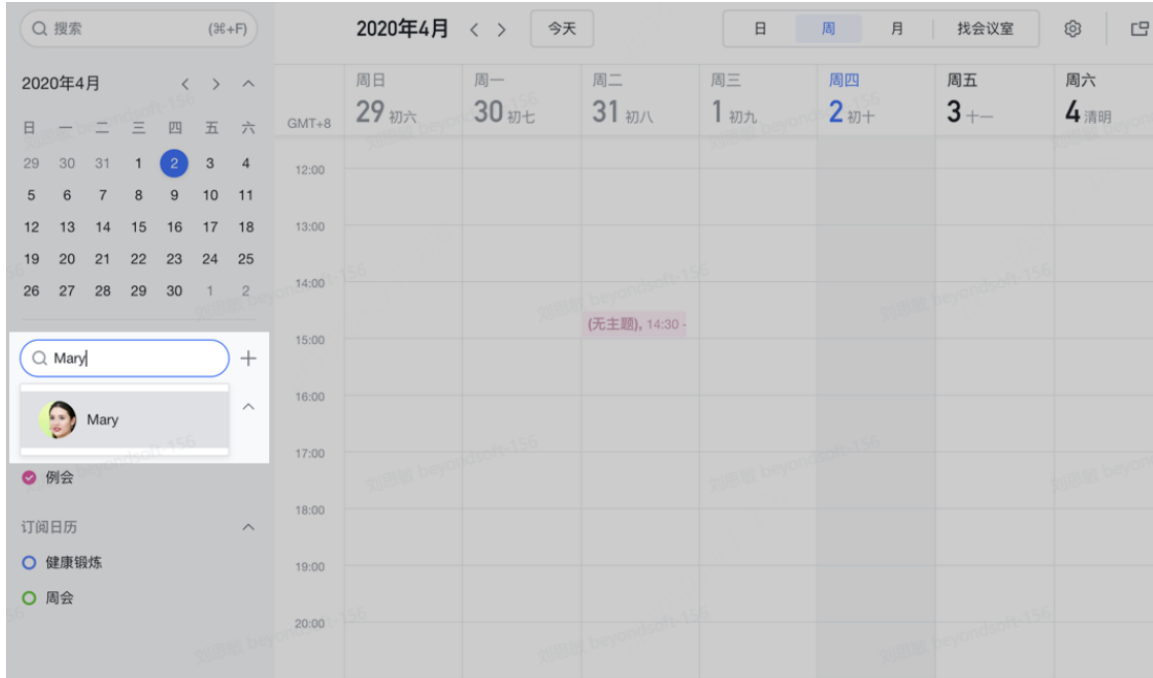 搜索 (⌘+F)
2020年4月 < > 今天 日 周 月 找会议室
2020年4月 < >
日 一 二 三 四 五 六
29 30 31 1 2 3 4
5 6 7 8 9 10 11
12 13 14 15 16 17 18
19 20 21 22 23 24 25
26 27 28 29 30 1 2
Mary
Mary
例会
订阅日历
健康锻炼
周会
周日 周一 周二 周三 周四 周五 周六
GMT+8 29 初六 30 初七 31 初八 1 初九 2 初十 3 十一 4 清明
12:00
13:00
14:00
(无主题), 14:30 -
15:00
16:00
17:00
18:00
19:00
20:00